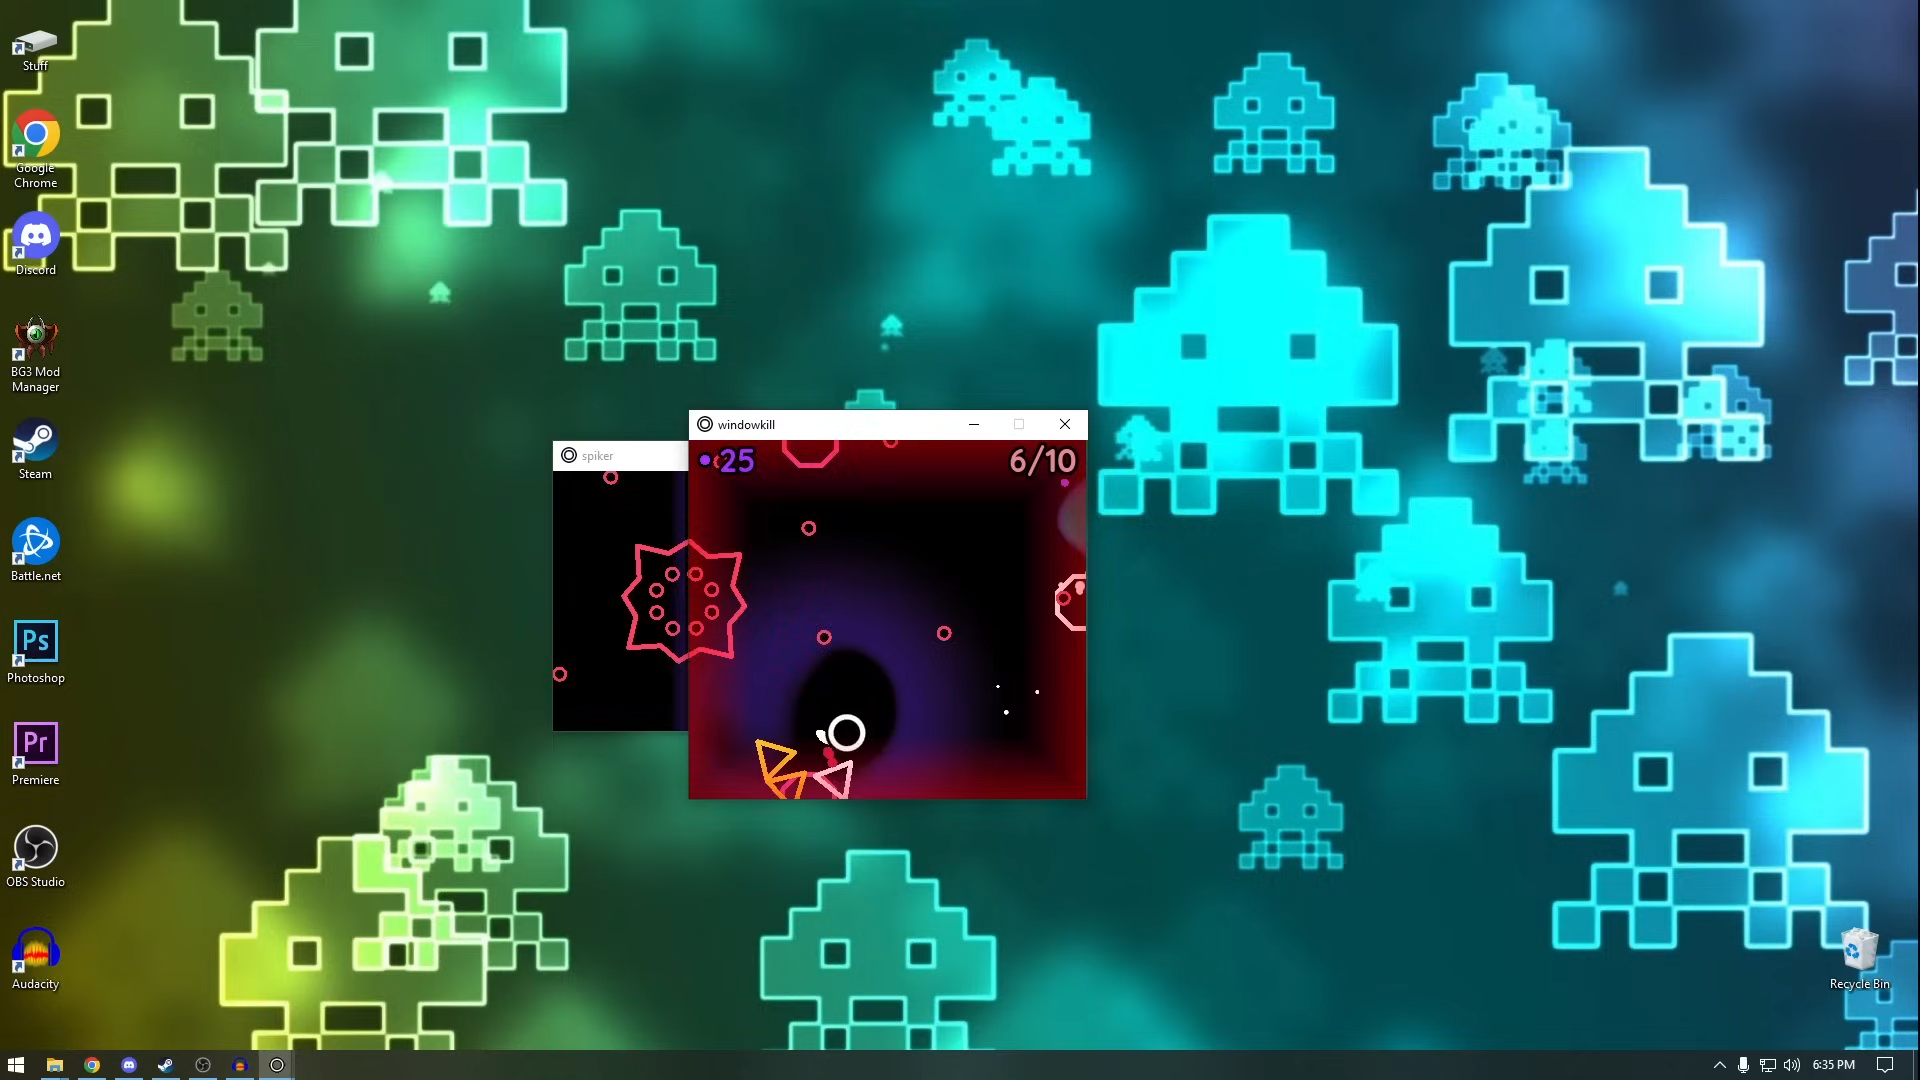 Stuff
Google
Chrome
Discord
BG3 Mod
Manager
Steam
Battle.net
Ps
Photoshop
Pr
Premiere
OBS Studio
Audacity
spiker
windowkill
25
6/10
Recycle Bin
6:35 PM